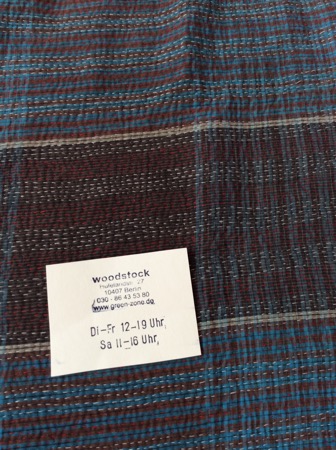 woodstock
27
10407 Berlin
030 - 86 43 53 80
www.green-zone.de
Di-Fr 12-19 Uhr,
Sa 11-16 Uhr,